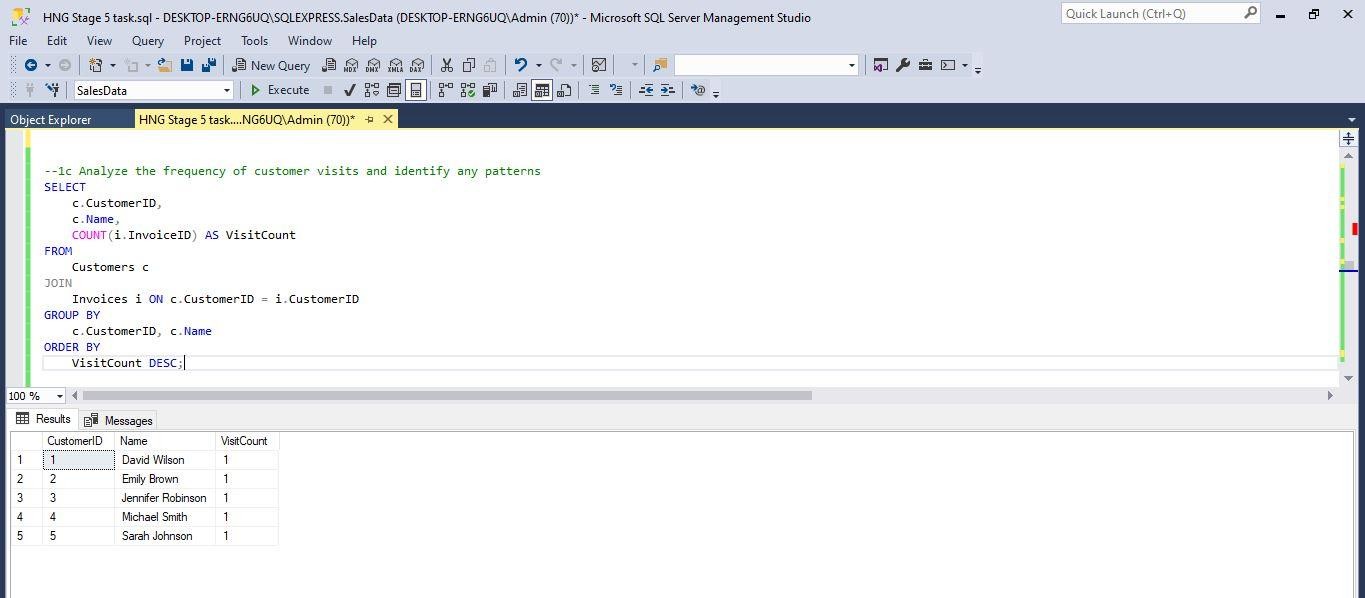 HNG Stage 5 task.sql - DESKTOP-ERNG6UQ\SQLEXPRESS.SalesData (DESKTOP-ERNG6UQ\Admin (70))* - Microsoft SQL Server Management Studio
Quick Launch (Ctrl+Q)
File Edit View Query Project Tools Window Help
New Query MDX DMX XMLA DAX
SalesData Execute
Object Explorer HNG Stage 5 task....NG6UQ\Admin (70))*
--1c Analyze the frequency of customer visits and identify any patterns
SELECT
c.CustomerID,
c.Name,
COUNT(i.InvoiceID) AS VisitCount
FROM
Customers c
JOIN
Invoices i ON c.CustomerID = i.CustomerID
GROUP BY
c.CustomerID, c.Name
ORDER BY
VisitCount DESC;
100 %
Results Messages
CustomerID Name VisitCount
1 1 David Wilson 1
2 2 Emily Brown 1
3 3 Jennifer Robinson 1
4 4 Michael Smith 1
5 5 Sarah Johnson 1